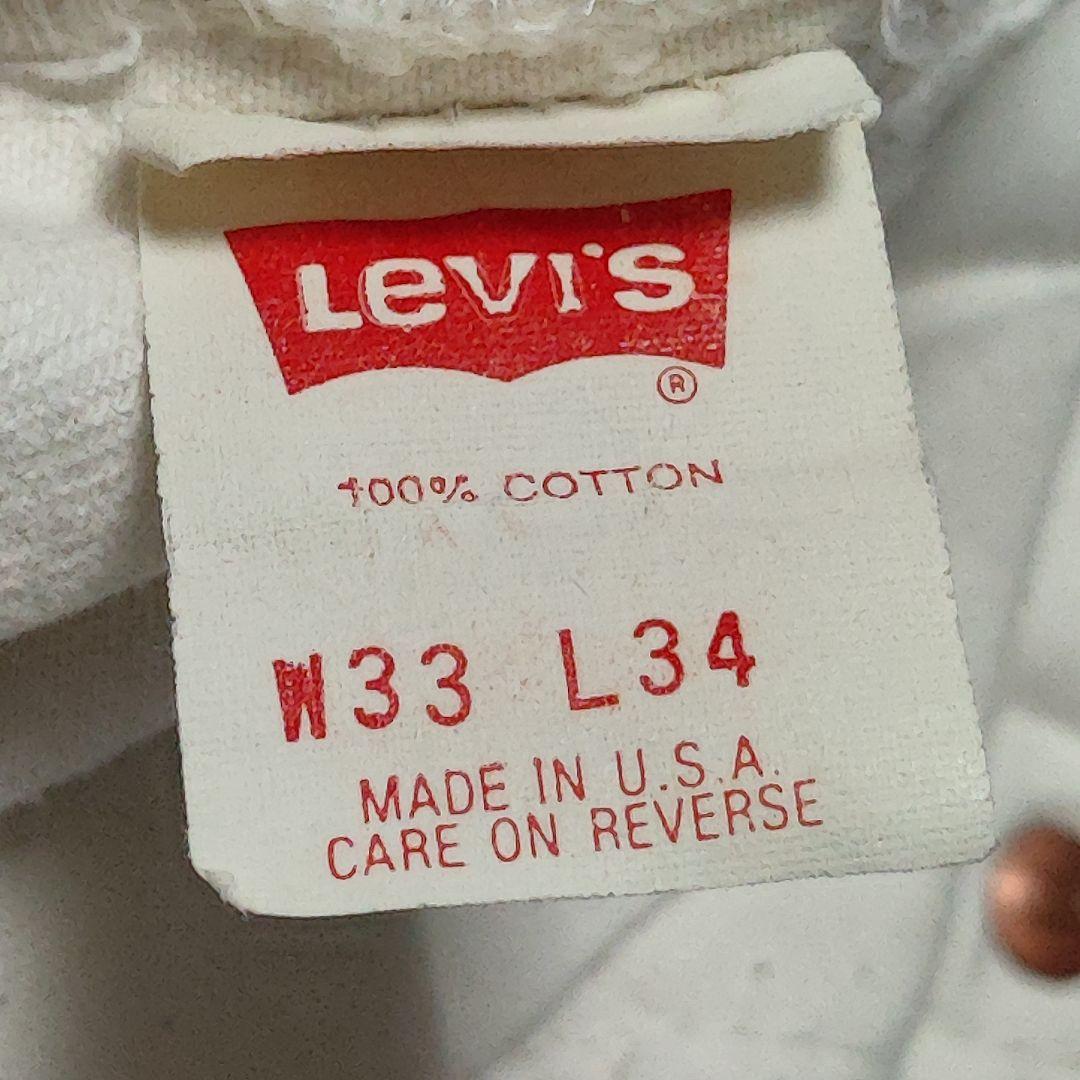 Levi's
®
100% COTTON
W33 L34
MADE IN U.S.A.
CARE ON REVERSE